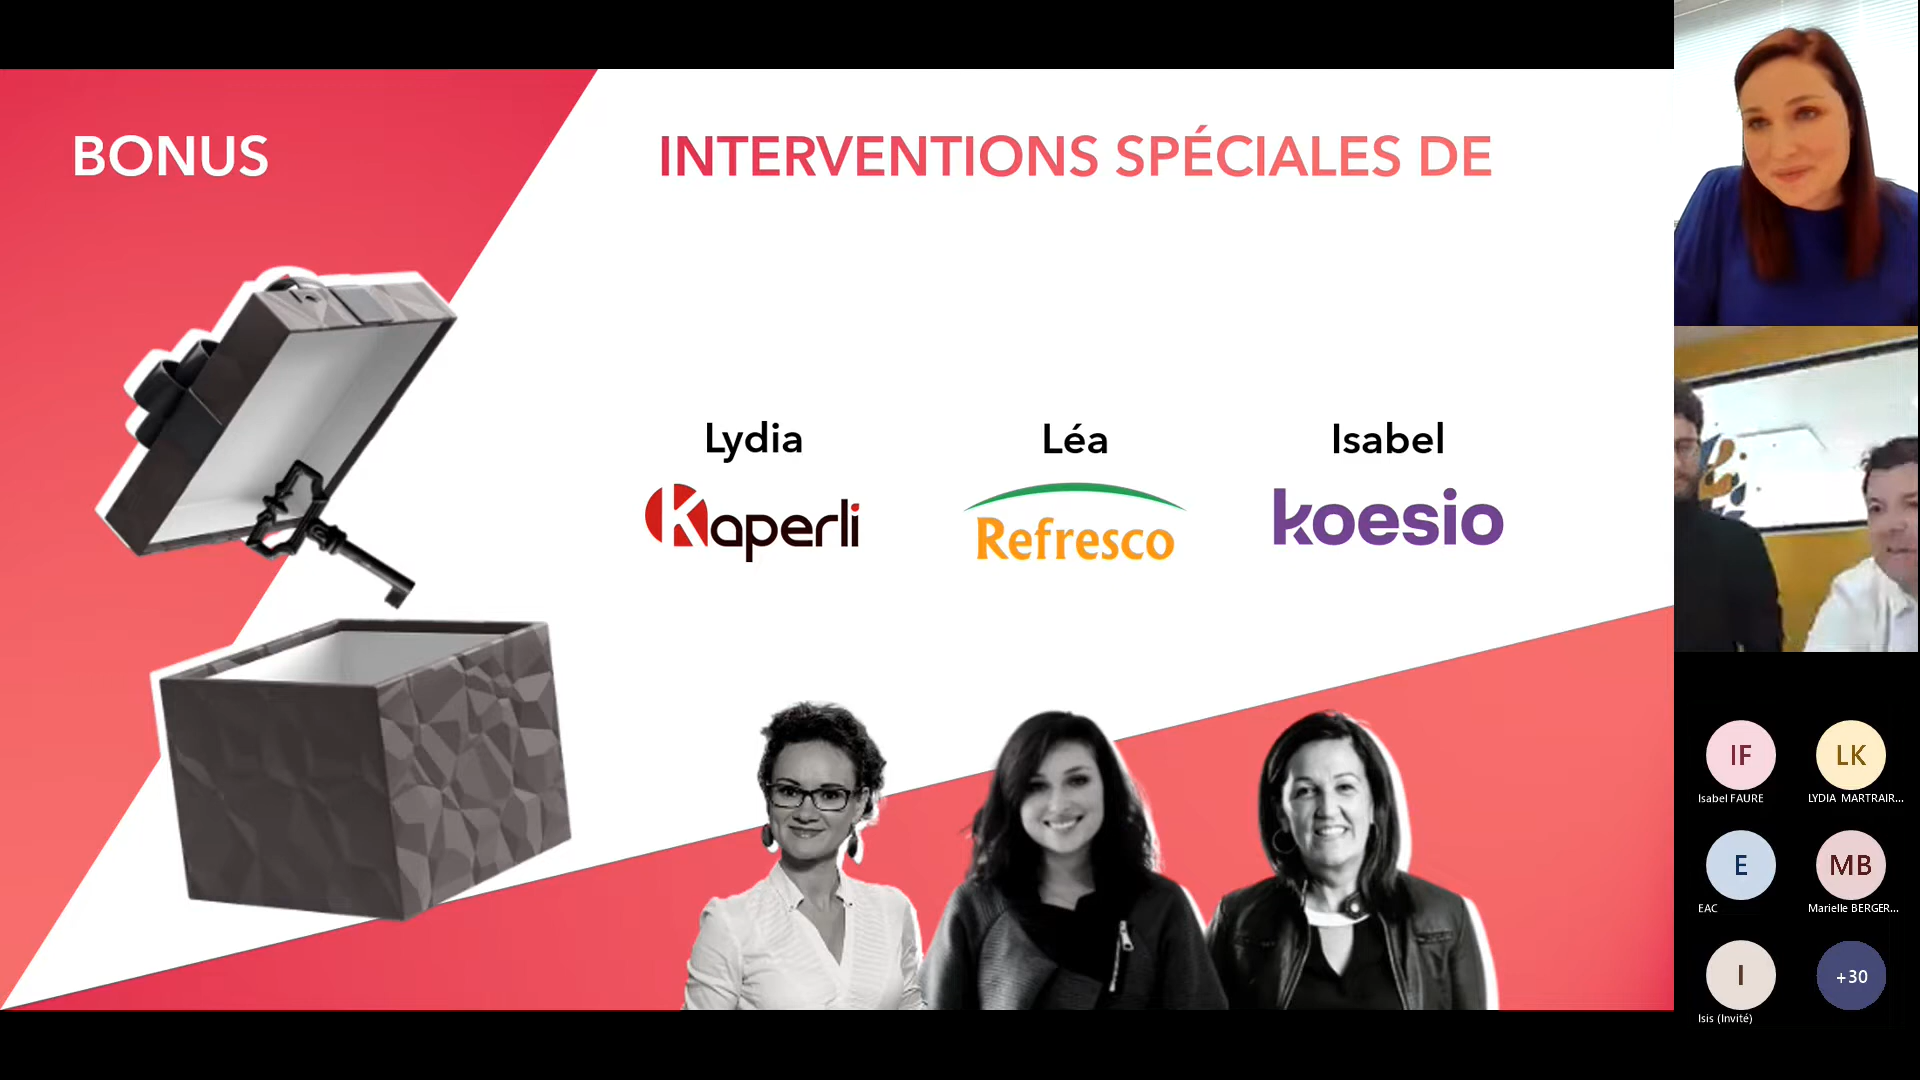 BONUS
INTERVENTIONS SPÉCIALES DE
Lydia
Kaperli
Léa
Refresco
Isabel
koesio
IF
Isabel FAURE
LK
LYDIA MARTRAIR...
E
EAC
MB
Marielle BERGER...
I
Isis (Invité)
+30